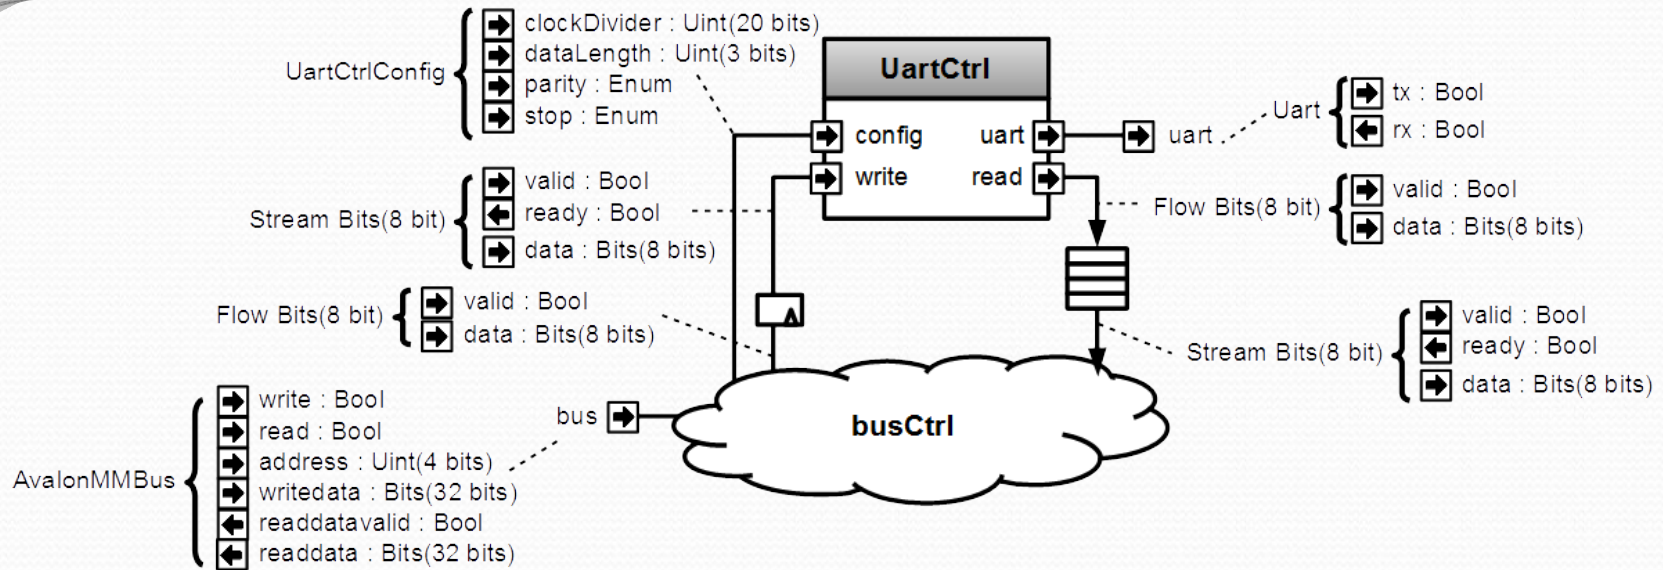 UartCtrlConfig
clockDivider : Uint(20 bits)
dataLength : Uint(3 bits)
parity : Enum
stop : Enum
UartCtrl
config
write
uart
read
uart
Uart
tx : Bool
rx : Bool
Stream Bits(8 bit)
valid : Bool
ready : Bool
data : Bits(8 bits)
Flow Bits(8 bit)
valid : Bool
data : Bits(8 bits)
Flow Bits(8 bit)
valid : Bool
data : Bits(8 bits)
Stream Bits(8 bit)
valid : Bool
ready : Bool
data : Bits(8 bits)
AvalonMMBus
write : Bool
read : Bool
address : Uint(4 bits)
writedata : Bits(32 bits)
readdatavalid : Bool
readdata : Bits(32 bits)
bus
busCtrl